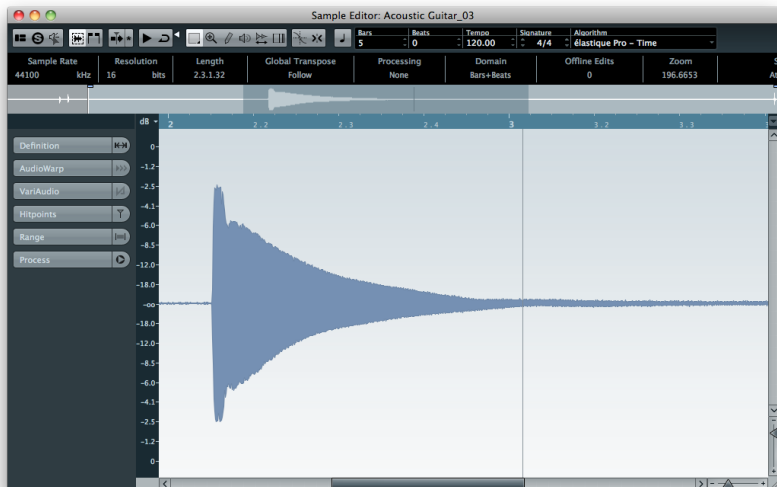 Sample Editor: Acoustic Guitar_03
Bars Beats Tempo Signature Algorithm
5 0 120.00 4/4 élastique Pro – Time
Sample Rate Resolution Length Global Transpose Processing Domain Offline Edits Zoom S
44100 kHz 16 bits 2.3.1.32 Follow None Bars+Beats 0 196.6653 At
dB 2 2.2 2.3 2.4 3 3.2 3.3
Definition
AudioWarp
VariAudio
Hitpoints
Range
Process
0
-1.2
-2.5
-4.1
-6.0
-8.5
-12.0
-18.0
-oo
-18.0
-12.0
-8.5
-6.0
-4.1
-2.5
-1.2
0